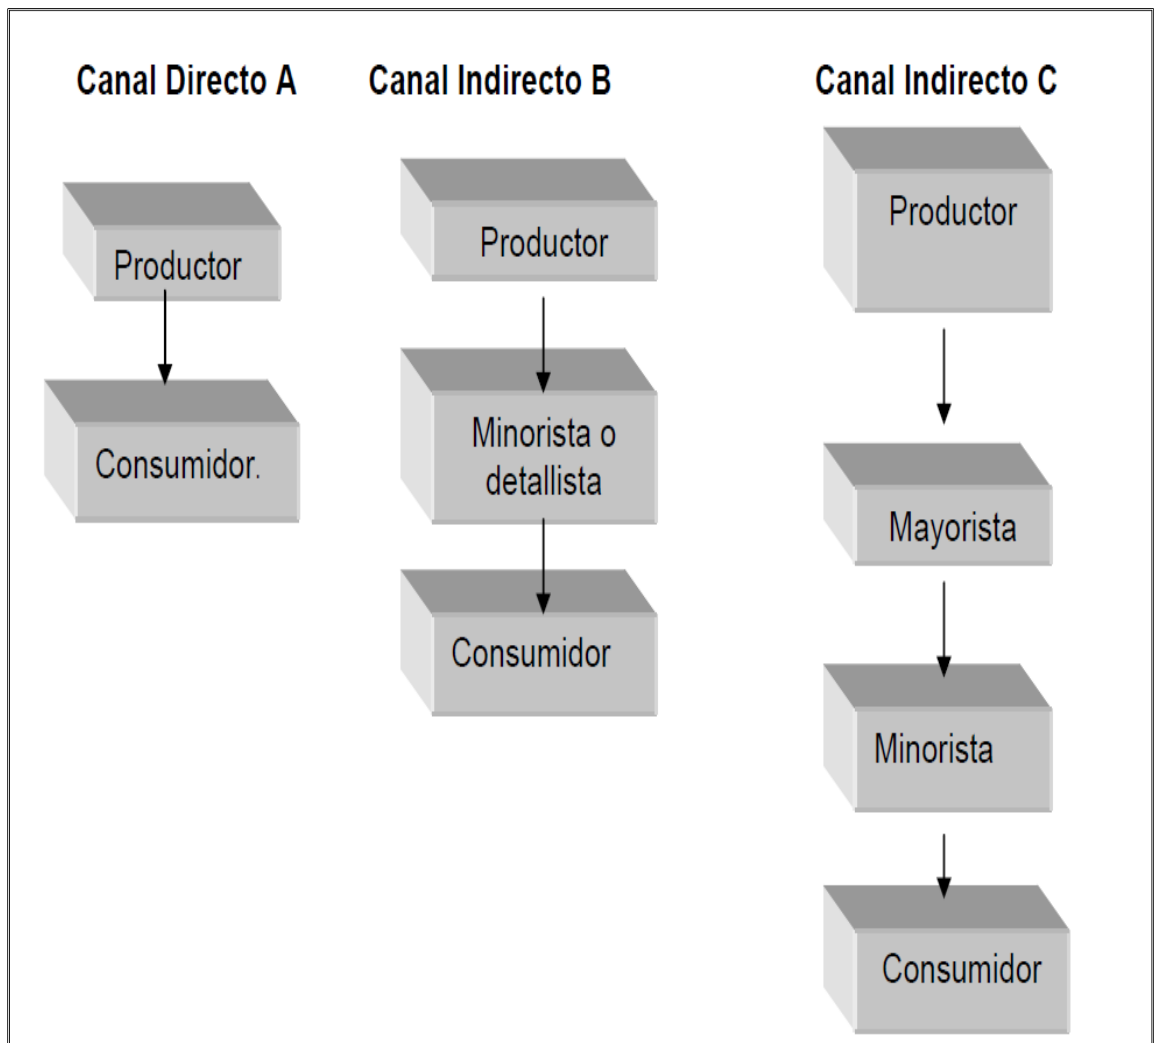 Canal Directo A
Productor
Consumidor.
Canal Indirecto B
Productor
Minorista o
detallista
Consumidor
Canal Indirecto C
Productor
Mayorista
Minorista
Consumidor